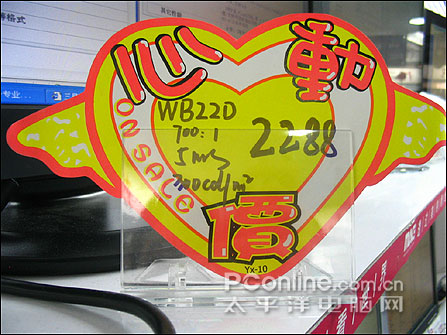 心動
ON SALE
WB22D
700:1
5ms
300cd/m²
2288
價
Yx-10
PConline.com.cn
太平洋电脑网